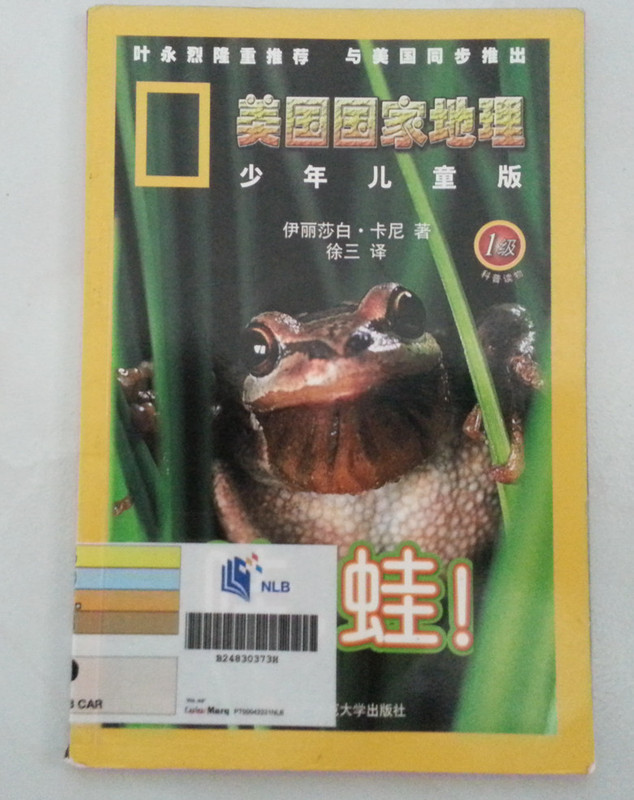 叶永烈隆重推荐 与美国同步推出
美国国家地理
少年儿童版
伊丽莎白·卡尼 著
徐三 译
1级
科普读物
蛙!
NLB
B24830373H
CAR
大学出版社